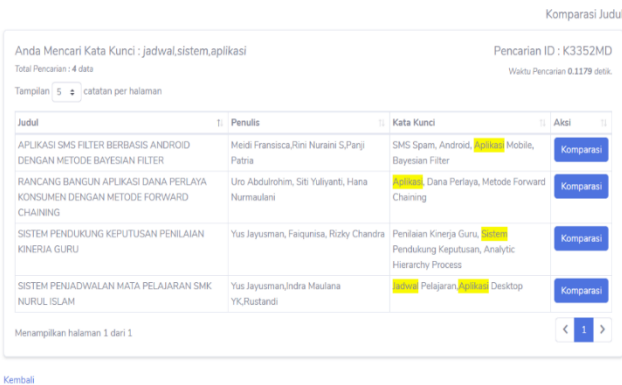 Komparasi Judul
Anda Mencari Kata Kunci : jadwal,sistem,aplikasi
Pencarian ID : K3352MD
Total Pencarian : 4 data
Waktu Pencarian 0.1179 detik.
Tampilan 5 catatan per halaman
Judul Penulis Kata Kunci Aksi
APLIKASI SMS FILTER BERBASIS ANDROID
DENGAN METODE BAYESIAN FILTER
Meidi Fransisca,Rini Nuraini S,Panji
Patria
SMS Spam, Android, Aplikasi Mobile,
Bayesian Filter
Komparasi
RANCANG BANGUN APLIKASI DANA PERLAYA
KONSUMEN DENGAN METODE FORWARD
CHAINING
Uro Abdulrohim, Siti Yuliyanti, Hana
Nurmaulani
Aplikasi, Dana Perlaya, Metode Forward
Chaining
Komparasi
SISTEM PENDUKUNG KEPUTUSAN PENILAIAN
KINERJA GURU
Yus Jayusman, Faiqunisa, Rizky Chandra
Penilaian Kinerja Guru, Sistem
Pendukung Keputusan, Analytic
Hierarchy Process
Komparasi
SISTEM PENJADWALAN MATA PELAJARAN SMK
NURUL ISLAM
Yus Jayusman,Indra Maulana
YK,Rustandi
Jadwal Pelajaran,Aplikasi Desktop
Komparasi
Menampilkan halaman 1 dari 1
1
Kembali